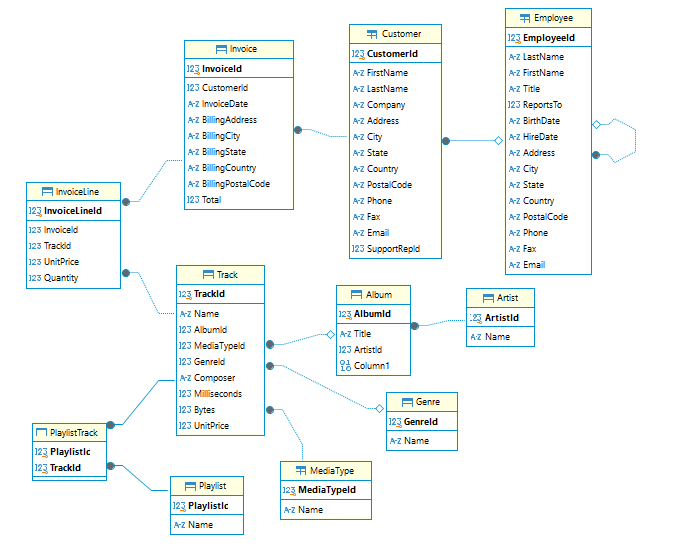 Invoice
123 InvoiceId
123 CustomerId
A-Z InvoiceDate
A-Z BillingAddress
A-Z BillingCity
A-Z BillingState
A-Z BillingCountry
A-Z BillingPostalCode
123 Total
Customer
123 CustomerId
A-Z FirstName
A-Z LastName
A-Z Company
A-Z Address
A-Z City
A-Z State
A-Z Country
A-Z PostalCode
A-Z Phone
A-Z Fax
A-Z Email
123 SupportRepId
Employee
123 EmployeeId
A-Z LastName
A-Z FirstName
A-Z Title
123 ReportsTo
A-Z BirthDate
A-Z HireDate
A-Z Address
A-Z City
A-Z State
A-Z Country
A-Z PostalCode
A-Z Phone
A-Z Fax
A-Z Email
InvoiceLine
123 InvoiceLineId
123 InvoiceId
123 TrackId
123 UnitPrice
123 Quantity
Track
123 TrackId
A-Z Name
123 AlbumId
123 MediaTypeId
123 GenreId
A-Z Composer
123 Milliseconds
123 Bytes
123 UnitPrice
Album
123 AlbumId
A-Z Title
123 ArtistId
010 Column1
Artist
123 ArtistId
A-Z Name
Genre
123 GenreId
A-Z Name
PlaylistTrack
123 PlaylistIc
123 TrackId
Playlist
123 PlaylistIc
A-Z Name
MediaType
123 MediaTypeId
A-Z Name